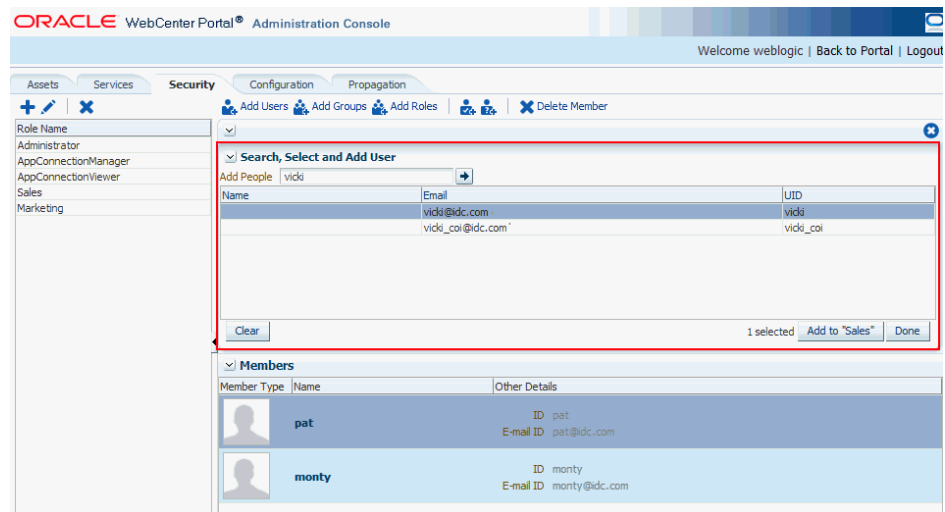 ORACLE WebCenter Portal® Administration Console
Welcome weblogic | Back to Portal | Logout
Assets Services Security Configuration Propagation
Add Users Add Groups Add Roles Delete Member
Role Name
Administrator
AppConnectionManager
AppConnectionViewer
Sales
Marketing
Search, Select and Add User
Add People vicki
Name Email UID
vicki@idc.com vicki
vicki_coi@idc.com vicki_coi
Clear 1 selected Add to "Sales" Done
Members
Member Type Name Other Details
pat
ID pat
E-mail ID pat@idc.com
monty
ID monty
E-mail ID monty@idc.com